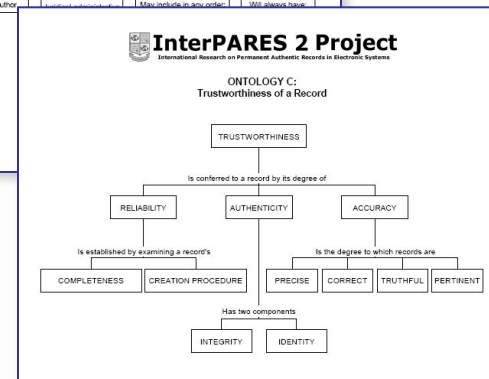 uthor
May include in any order:
Will always have:
InterPARES 2 Project
International Research on Permanent Authentic Records in Electronic Systems
ONTOLOGY C:
Trustworthiness of a Record
TRUSTWORTHINESS
Is conferred to a record by its degree of
RELIABILITY AUTHENTICITY ACCURACY
Is established by examining a record's Is the degree to which records are
COMPLETENESS CREATION PROCEDURE PRECISE CORRECT TRUTHFUL PERTINENT
Has two components
INTEGRITY IDENTITY